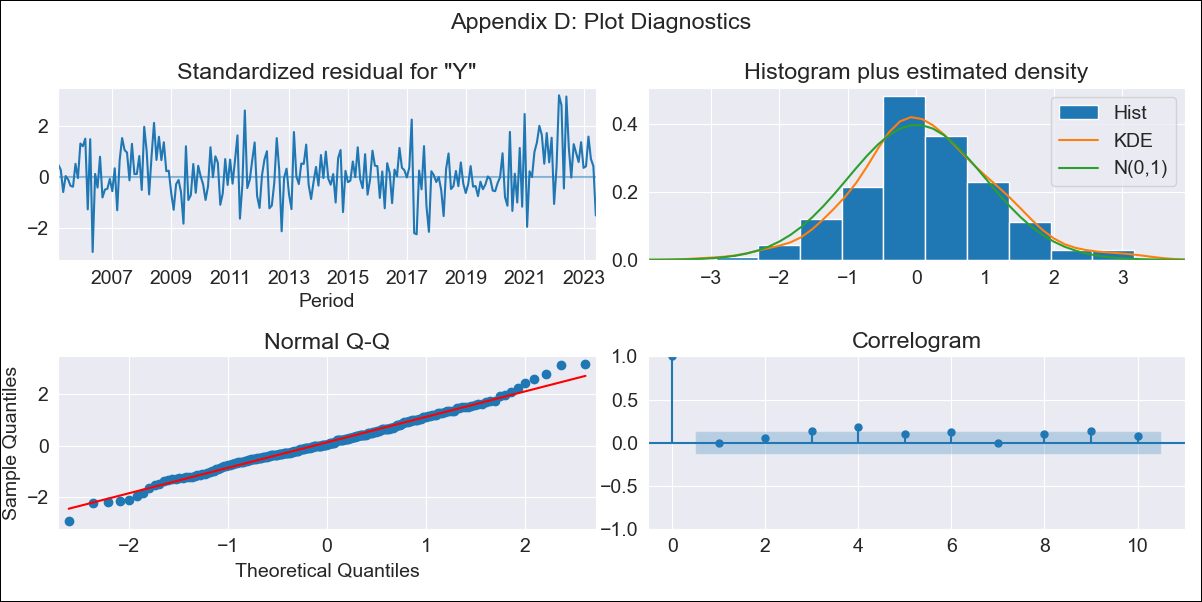 Appendix D: Plot Diagnostics
Standardized residual for "Y"
2
0
−2
2007 2009 2011 2013 2015 2017 2019 2021 2023
Period
Histogram plus estimated density
0.4
0.2
0.0
−3 −2 −1 0 1 2 3
Hist
KDE
N(0,1)
Normal Q-Q
Sample Quantiles
2
0
−2
−2 −1 0 1 2
Theoretical Quantiles
Correlogram
1.0
0.5
0.0
−0.5
−1.0
0 2 4 6 8 10